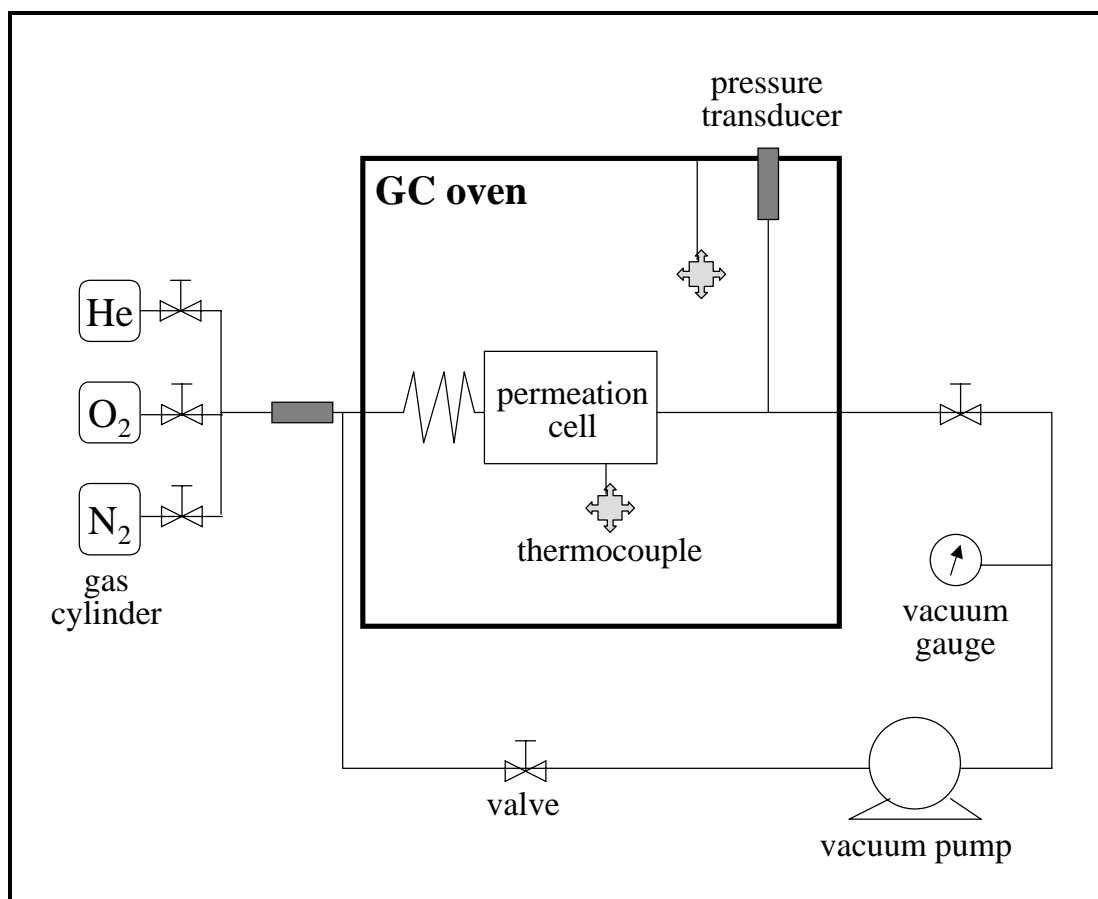 pressure
transducer
GC oven
He
O2
N2
gas
cylinder
permeation
cell
thermocouple
vacuum
gauge
valve
vacuum pump